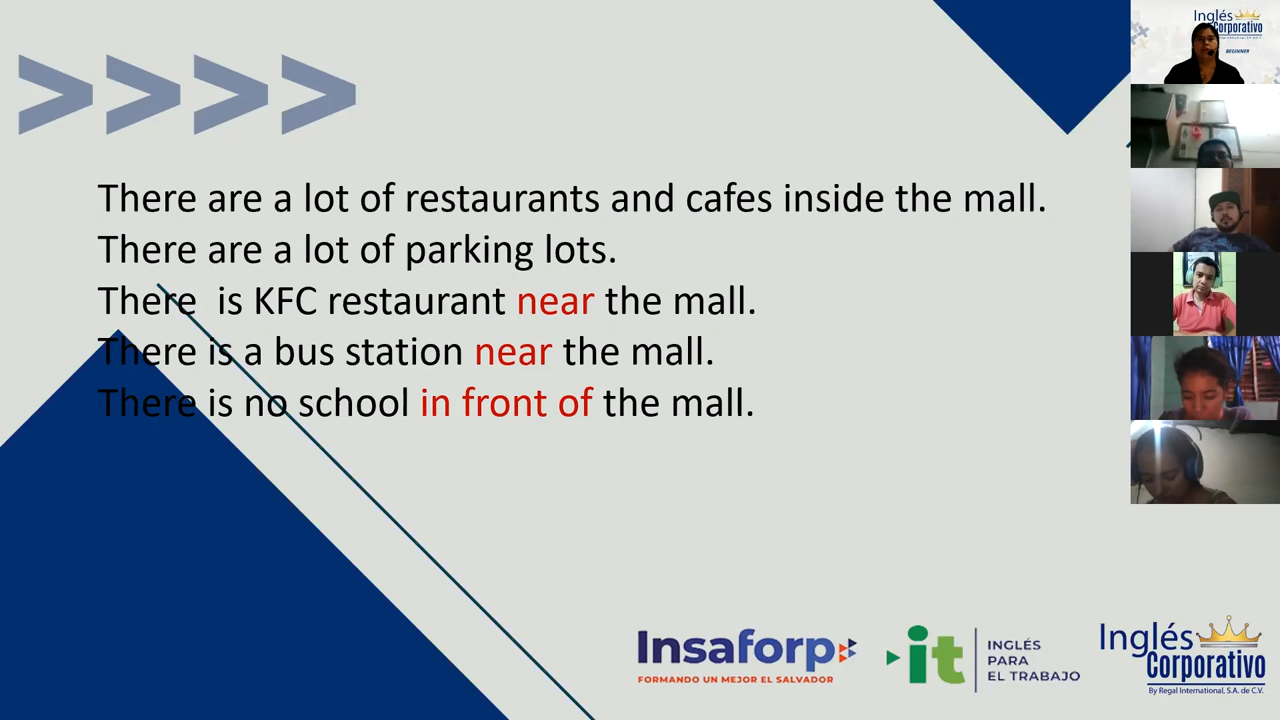 There are a lot of restaurants and cafes inside the mall.
There are a lot of parking lots.
There  is KFC restaurant near the mall.
There is a bus station near the mall.
There is no school in front of the mall.
Insaforp
FORMANDO UN MEJOR EL SALVADOR
it
INGLÉS
PARA
EL TRABAJO
Inglés
Corporativo
By Regal International, S.A. de C.V.
Inglés
Corporativo
BEGINNER